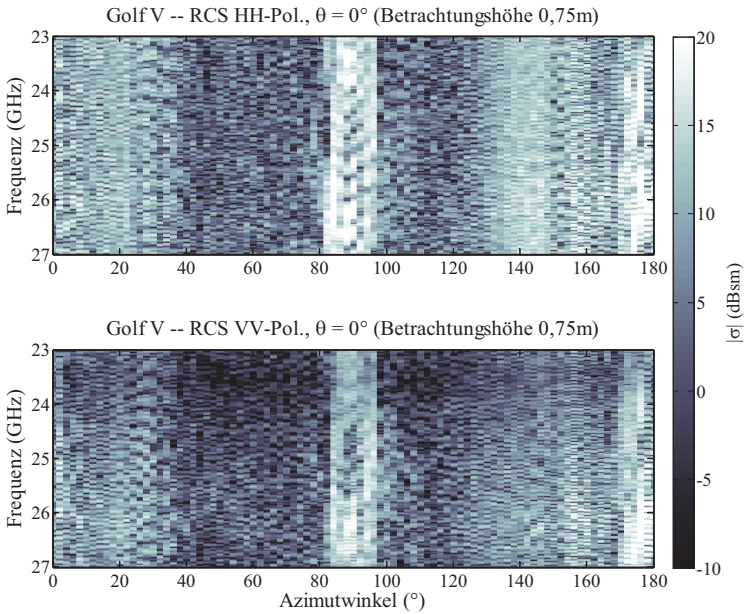 Golf V -- RCS HH-Pol., θ = 0° (Betrachtungshöhe 0,75m)
23
24
25
26
27
Frequenz (GHz)
0 20 40 60 80 100 120 140 160 180
Golf V -- RCS VV-Pol., θ = 0° (Betrachtungshöhe 0,75m)
23
24
25
26
27
Frequenz (GHz)
0 20 40 60 80 100 120 140 160 180
Azimutwinkel (°)
20
15
10
5
0
-5
-10
|σ| (dBsm)